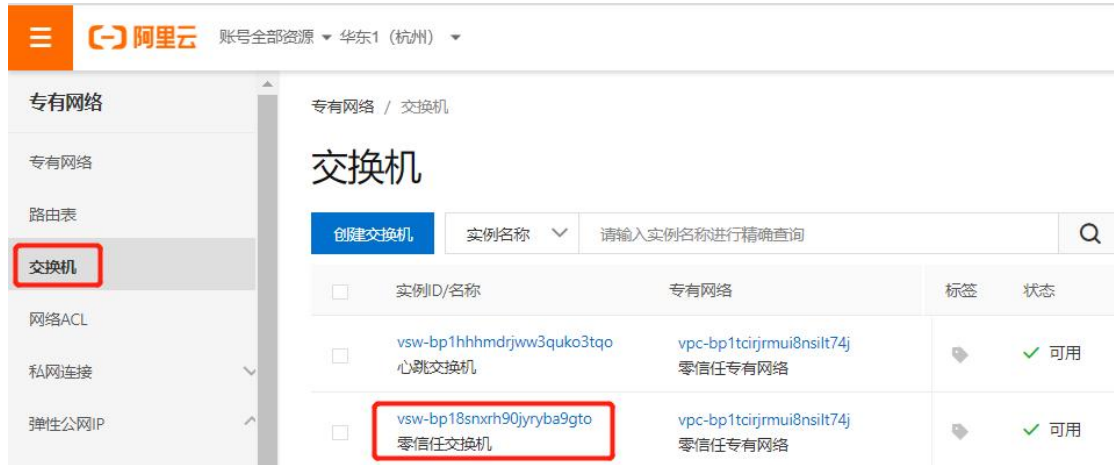 阿里云 账号全部资源 华东1（杭州）
专有网络
专有网络
路由表
交换机
网络ACL
私网连接
弹性公网IP
专有网络 / 交换机
交换机
创建交换机 实例名称 请输入实例名称进行精确查询
实例ID/名称 专有网络 标签 状态
vsw-bp1hhhmdrjww3quko3tqo vpc-bp1tcirjrmui8nsilt74j 可用
心跳交换机 零信任专有网络
vsw-bp18snxrh90jyryba9gto vpc-bp1tcirjrmui8nsilt74j 可用
零信任交换机 零信任专有网络